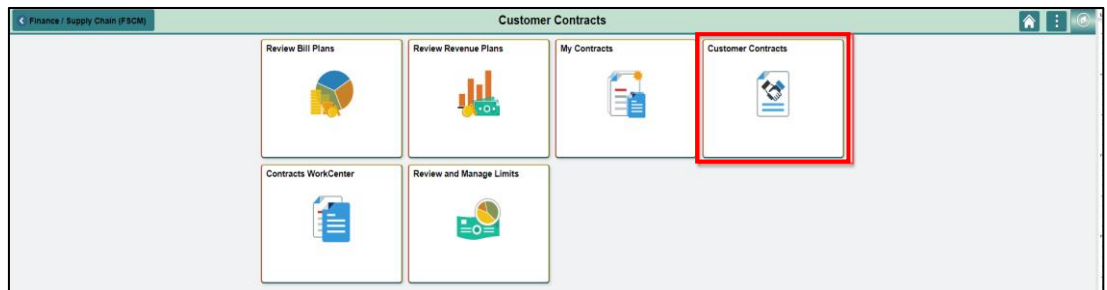 Finance / Supply Chain (FSCM)
Customer Contracts
Review Bill Plans
Review Revenue Plans
My Contracts
Customer Contracts
Contracts WorkCenter
Review and Manage Limits